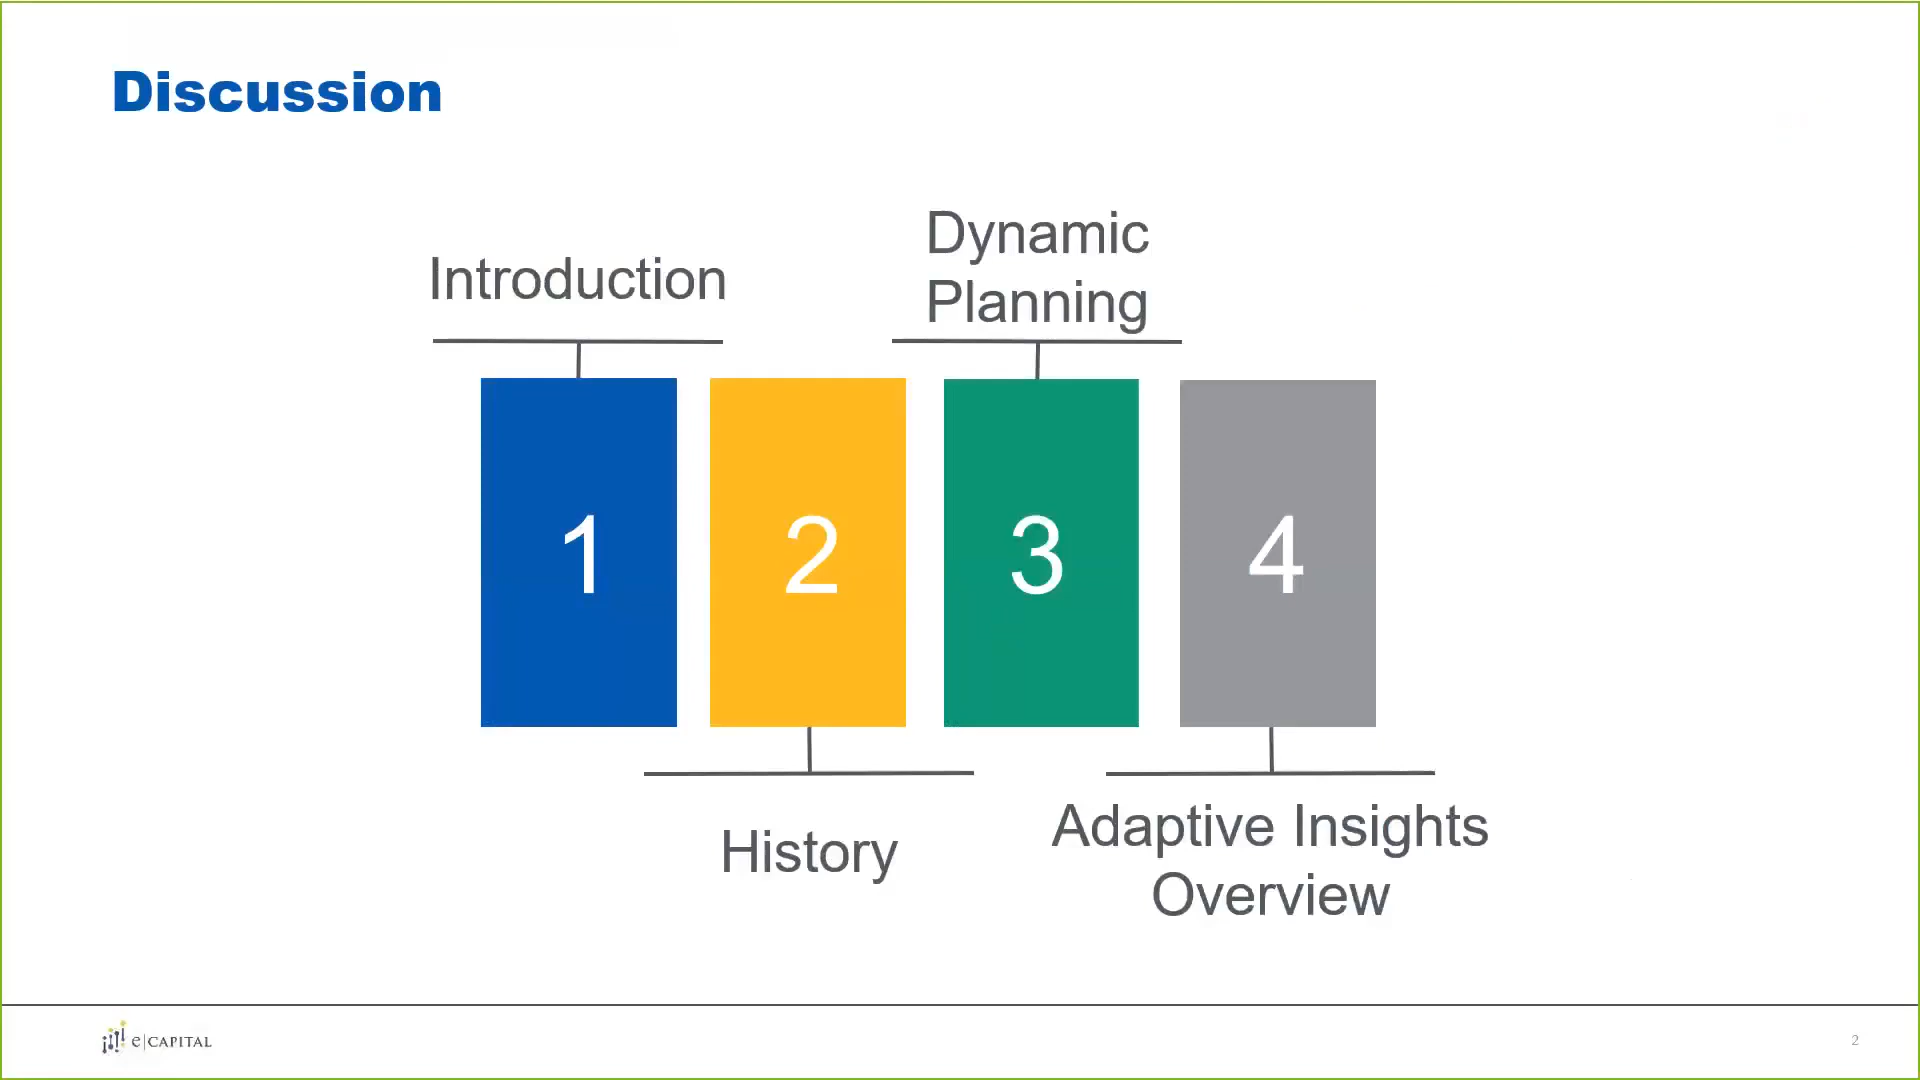 Discussion
Introduction
Dynamic
Planning
1
2
3
4
History
Adaptive Insights
Overview
e|CAPITAL
2